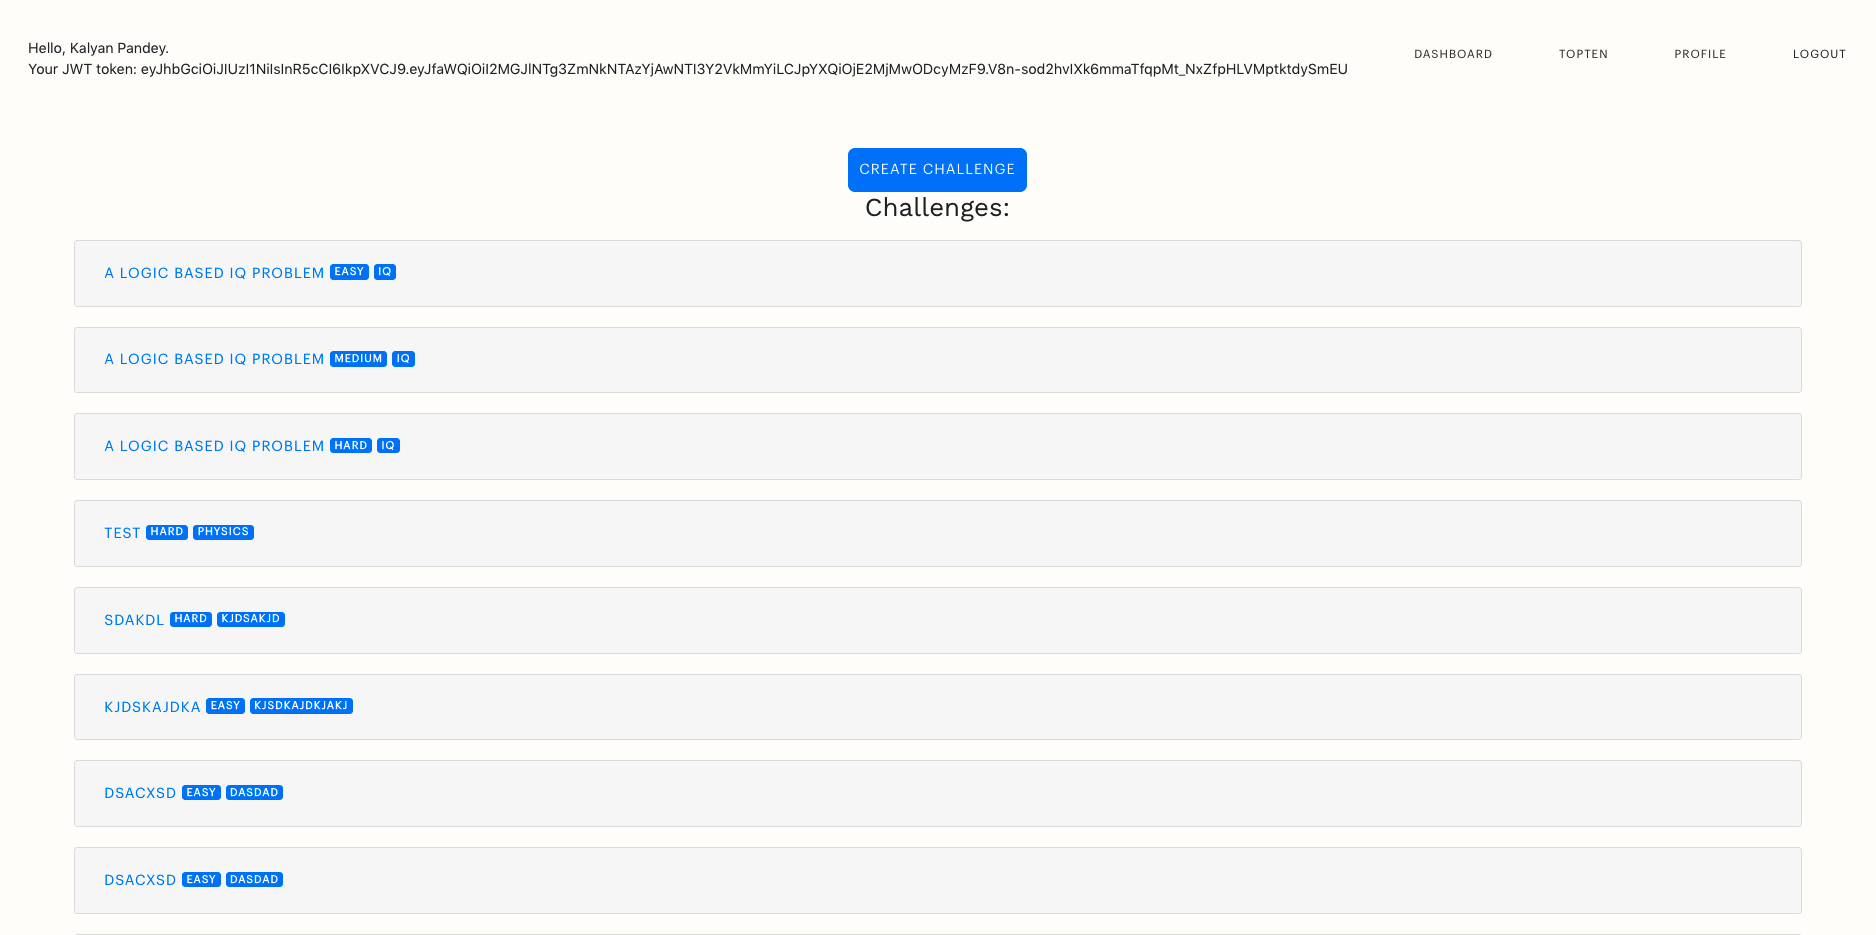 Hello, Kalyan Pandey.
Your JWT token: eyJhbGciOiJIUzI1NiIsInR5cCI6IkpXVCJ9.eyJfaWQiOiI2MGJlNTg3ZmNkNTAzYjAwNTI3Y2VkMmYiLCJpYXQiOjE2MjMwODcyMzF9.V8n-sod2hvlXk6mmaTfqpMt_NxZfpHLVMptktdySmEU
DASHBOARD TOPTEN PROFILE LOGOUT
CREATE CHALLENGE
Challenges:
A LOGIC BASED IQ PROBLEM EASY IQ
A LOGIC BASED IQ PROBLEM MEDIUM IQ
A LOGIC BASED IQ PROBLEM HARD IQ
TEST HARD PHYSICS
SDAKDL HARD KJDSAKJD
KJDSKAJDKA EASY KJSDKAJDKJAKJ
DSACXSD EASY DASDAD
DSACXSD EASY DASDAD